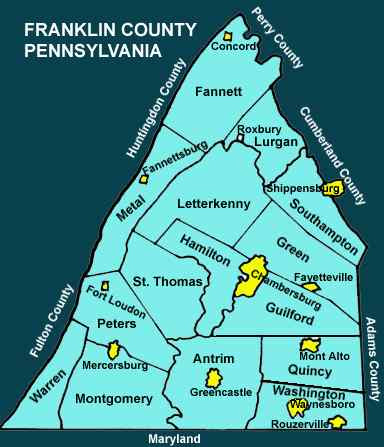 FRANKLIN COUNTY
PENNSYLVANIA
Perry County
Concord
Huntingdon County
Fannett
Cumberland County
Roxbury
Lurgan
Fannettsburg
Shippensburg
Metal
Letterkenny
Southampton
Hamilton
Green
St. Thomas
Chambersburg
Fayetteville
Fort Loudon
Guilford
Fulton County
Peters
Adams County
Antrim
Mont Alto
Mercersburg
Quincy
Warren
Greencastle
Washington
Montgomery
Waynesboro
Rouzerville
Maryland